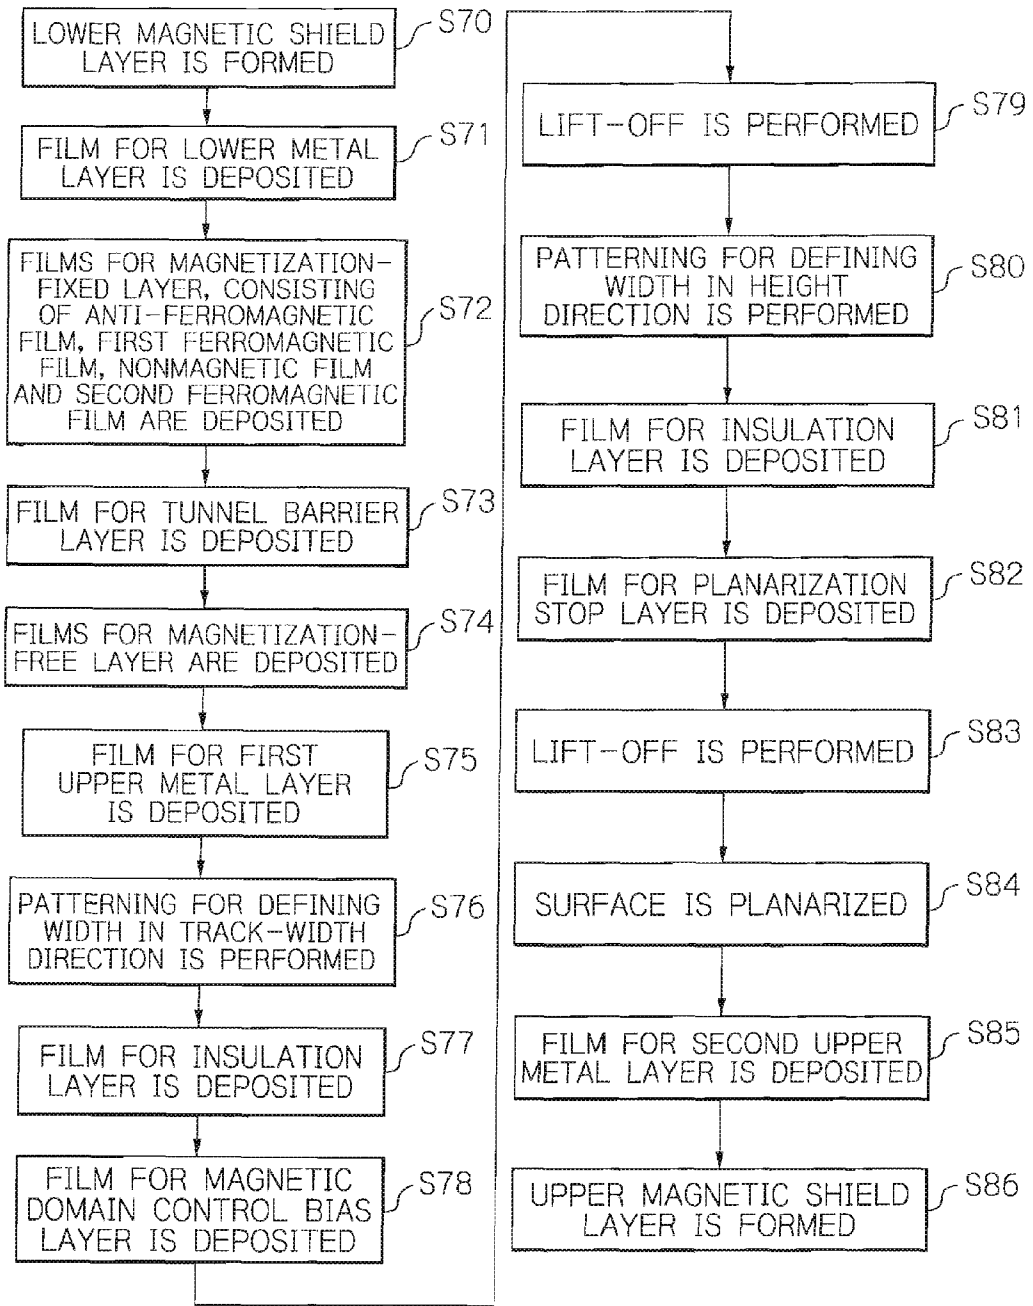 LOWER MAGNETIC SHIELD
LAYER IS FORMED
S70
FILM FOR LOWER METAL
LAYER IS DEPOSITED
S71
FILMS FOR MAGNETIZATION-
FIXED LAYER, CONSISTING
OF ANTI-FERROMAGNETIC
FILM, FIRST FERROMAGNETIC
FILM, NONMAGNETIC FILM
AND SECOND FERROMAGNETIC
FILM ARE DEPOSITED
S72
FILM FOR TUNNEL BARRIER
LAYER IS DEPOSITED
S73
FILMS FOR MAGNETIZATION-
FREE LAYER ARE DEPOSITED
S74
FILM FOR FIRST
UPPER METAL LAYER
IS DEPOSITED
S75
PATTERNING FOR DEFINING
WIDTH IN TRACK-WIDTH
DIRECTION IS PERFORMED
S76
FILM FOR INSULATION
LAYER IS DEPOSITED
S77
FILM FOR MAGNETIC
DOMAIN CONTROL BIAS
LAYER IS DEPOSITED
S78
LIFT-OFF IS PERFORMED
S79
PATTERNING FOR DEFINING
WIDTH IN HEIGHT
DIRECTION IS PERFORMED
S80
FILM FOR INSULATION
LAYER IS DEPOSITED
S81
FILM FOR PLANARIZATION
STOP LAYER IS DEPOSITED
S82
LIFT-OFF IS PERFORMED
S83
SURFACE IS PLANARIZED
S84
FILM FOR SECOND UPPER
METAL LAYER IS DEPOSITED
S85
UPPER MAGNETIC SHIELD
LAYER IS FORMED
S86